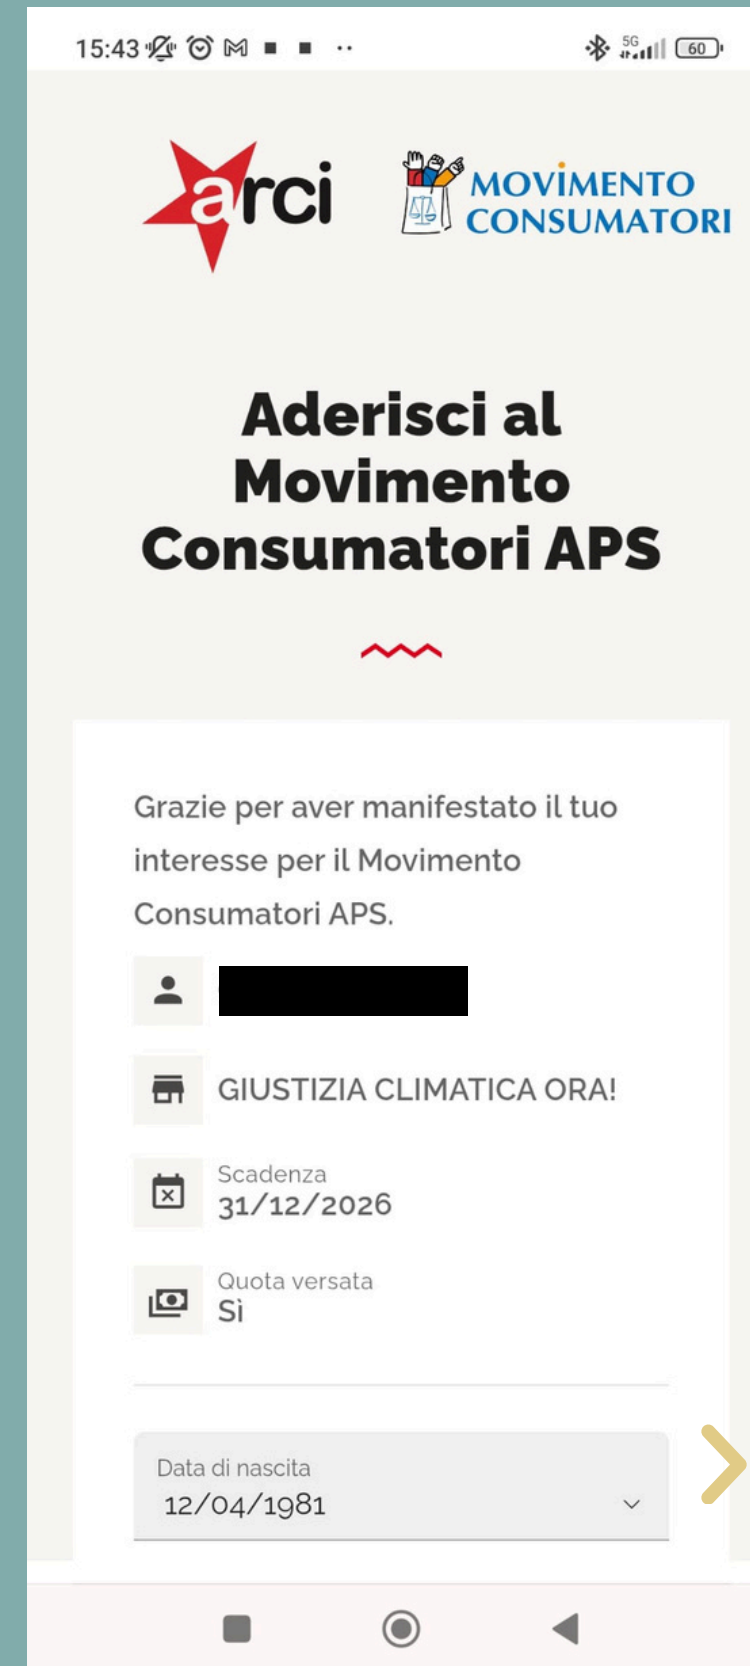 15:43
5G
60
arci
MOVIMENTO
CONSUMATORI
Aderisci al
Movimento
Consumatori APS
Grazie per aver manifestato il tuo
interesse per il Movimento
Consumatori APS.
GIUSTIZIA CLIMATICA ORA!
Scadenza
31/12/2026
Quota versata
Sì
Data di nascita
12/04/1981